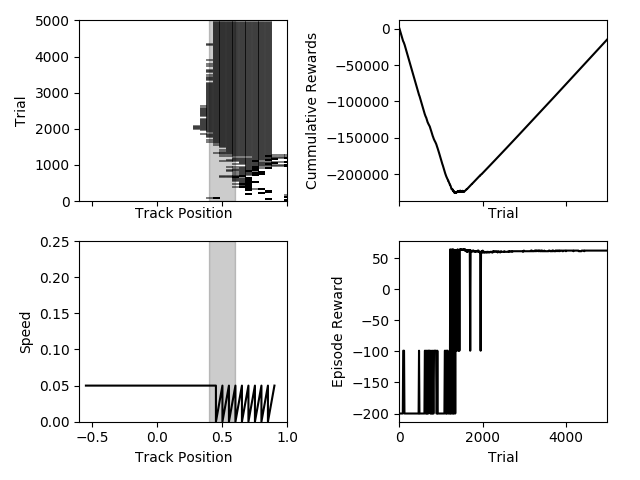 5000
4000
3000
2000
1000
0
Trial
Track Position
0
−50000
−100000
−150000
−200000
Cummulative Rewards
Trial
0.25
0.20
0.15
0.10
0.05
0.00
Speed
−0.5 0.0 0.5 1.0
Track Position
50
0
−50
−100
−150
−200
Episode Reward
0 2000 4000
Trial